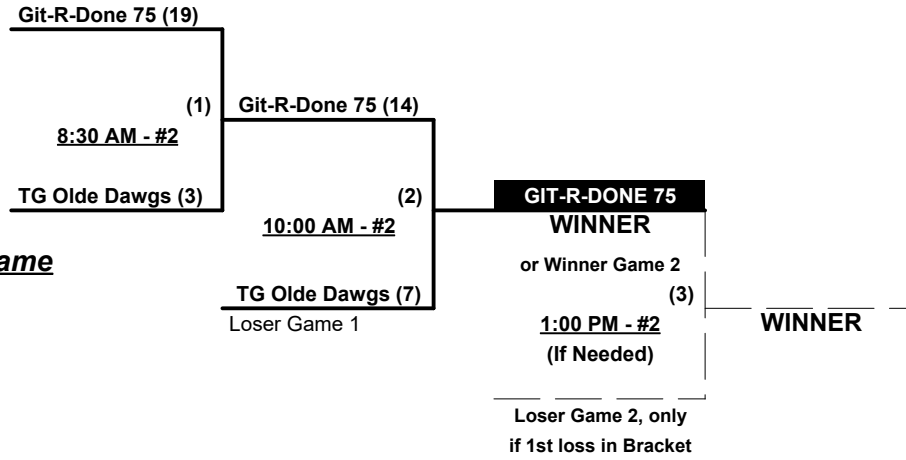 Git-R-Done 75 (19)
(1)
Git-R-Done 75 (14)
8:30 AM - #2
TG Olde Dawgs (3)
(2)
GIT-R-DONE 75
10:00 AM - #2
WINNER
ame
or Winner Game 2
TG Olde Dawgs (7)
(3)
Loser Game 1
1:00 PM - #2
WINNER
(If Needed)
Loser Game 2, only
if 1st loss in Bracket